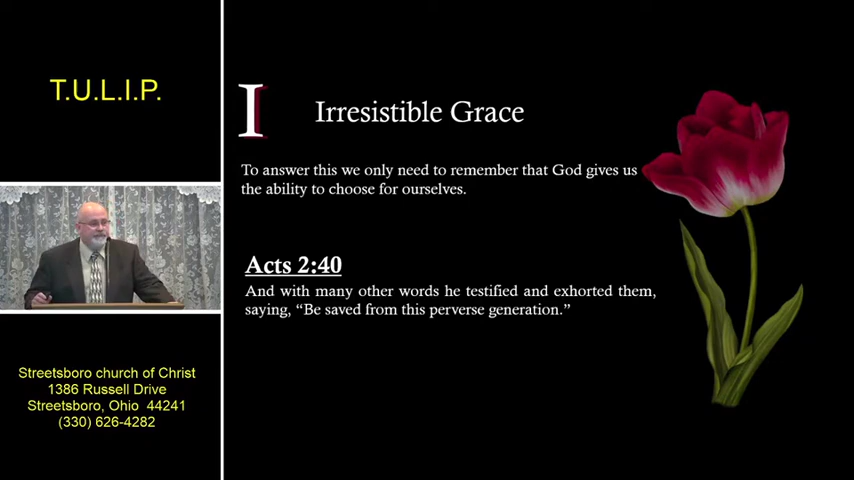 T.U.L.I.P.
I Irresistible Grace
To answer this we only need to remember that God gives us
the ability to choose for ourselves.
Acts 2:40
And with many other words he testified and exhorted them,
saying, “Be saved from this perverse generation.”
Streetsboro church of Christ
1386 Russell Drive
Streetsboro, Ohio 44241
(330) 626-4282